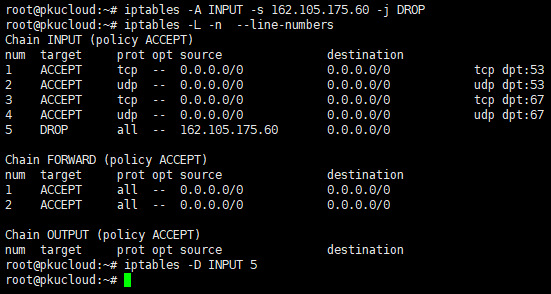 root@pkucloud:~# iptables -A INPUT -s 162.105.175.60 -j DROP
root@pkucloud:~# iptables -L -n  --line-numbers
Chain INPUT (policy ACCEPT)
num  target     prot opt source               destination
1    ACCEPT     tcp  --  0.0.0.0/0            0.0.0.0/0            tcp dpt:53
2    ACCEPT     udp  --  0.0.0.0/0            0.0.0.0/0            udp dpt:53
3    ACCEPT     tcp  --  0.0.0.0/0            0.0.0.0/0            tcp dpt:67
4    ACCEPT     udp  --  0.0.0.0/0            0.0.0.0/0            udp dpt:67
5    DROP       all  --  162.105.175.60       0.0.0.0/0
Chain FORWARD (policy ACCEPT)
num  target     prot opt source               destination
1    ACCEPT     all  --  0.0.0.0/0            0.0.0.0/0
2    ACCEPT     all  --  0.0.0.0/0            0.0.0.0/0
Chain OUTPUT (policy ACCEPT)
num  target     prot opt source               destination
root@pkucloud:~# iptables -D INPUT 5
root@pkucloud:~#